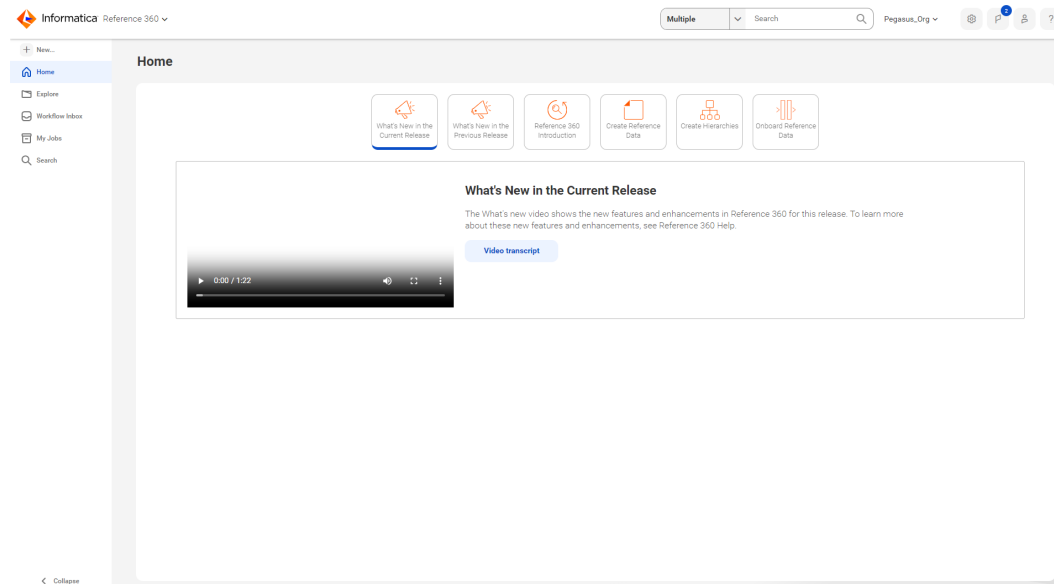 Informatica Reference 360
Multiple
Search
Pegasus_Org
2
?
New...
Home
Explore
Workflow Inbox
My Jobs
Search
Home
What's New in the
Current Release
What's New in the
Previous Release
Reference 360
Introduction
Create Reference
Data
Create Hierarchies
Onboard Reference
Data
What's New in the Current Release
The What's new video shows the new features and enhancements in Reference 360 for this release. To learn more
about these new features and enhancements, see Reference 360 Help.
Video transcript
0:00 / 1:22
Collapse